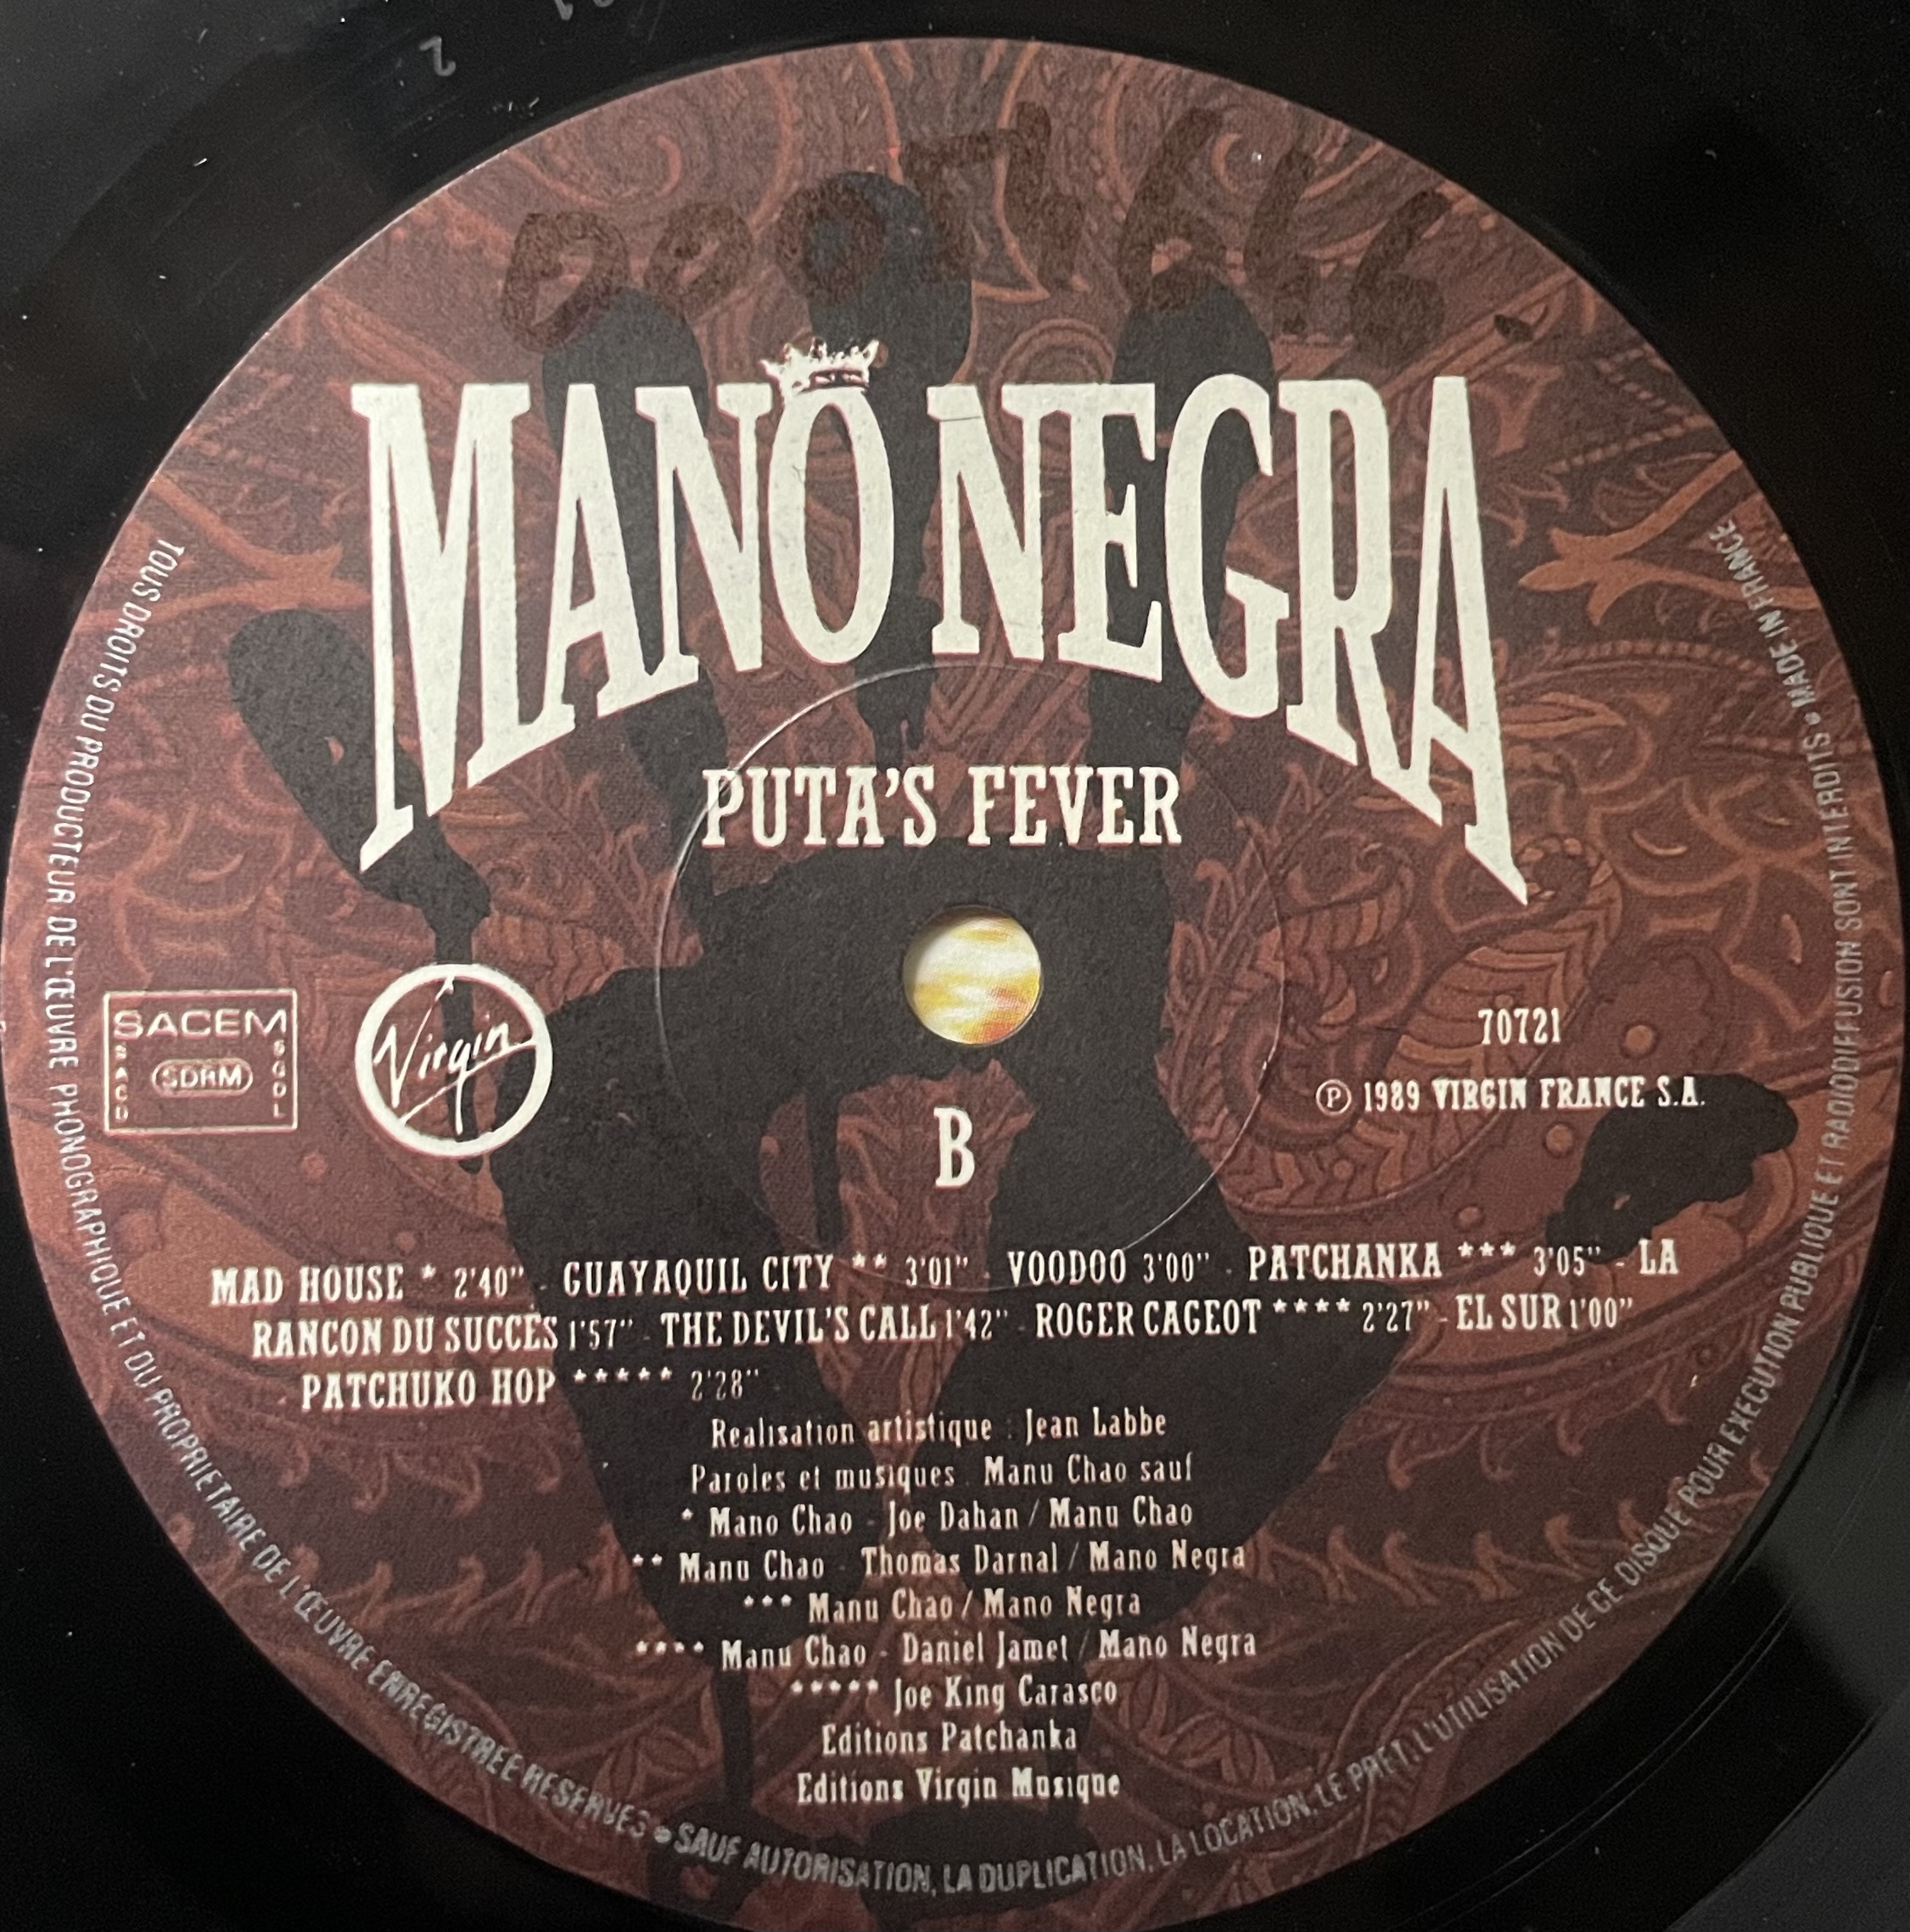 MANO NEGRA
PUTA'S FEVER
SACEM
SACD
SDRM
SGDL
Virgin
70721
Ⓟ 1989 VIRGIN FRANCE S.A.
B
MAD HOUSE * 2'40" - GUAYAQUIL CITY ** 3'01" - VOODOO 3'00" - PATCHANKA *** 3'05" - LA
RANCON DU SUCCÈS 1'57" - THE DEVIL'S CALL 1'42" - ROGER CAGEOT **** 2'27" - EL SUR 1'00"
- PATCHUKO HOP ***** 2'28"
Realisation artistique : Jean Labbe
Paroles et musiques : Manu Chao sauf
* Mano Chao - Joe Dahan / Manu Chao
** Manu Chao - Thomas Darnal / Mano Negra
*** Manu Chao / Mano Negra
**** Manu Chao - Daniel Jamet / Mano Negra
***** Joe King Carasco
Editions Patchanka
Editions Virgin Musique
TOUS DROITS DU PRODUCTEUR DE L'ŒUVRE PHONOGRAPHIQUE ET DU PROPRIETAIRE DE L'ŒUVRE ENREGISTREE RESERVES • SAUF AUTORISATION, LA DUPLICATION, LA LOCATION, LE PRET, L'UTILISATION DE CE DISQUE POUR EXECUTION PUBLIQUE ET RADIODIFFUSION SONT INTERDITS • MADE IN FRANCE